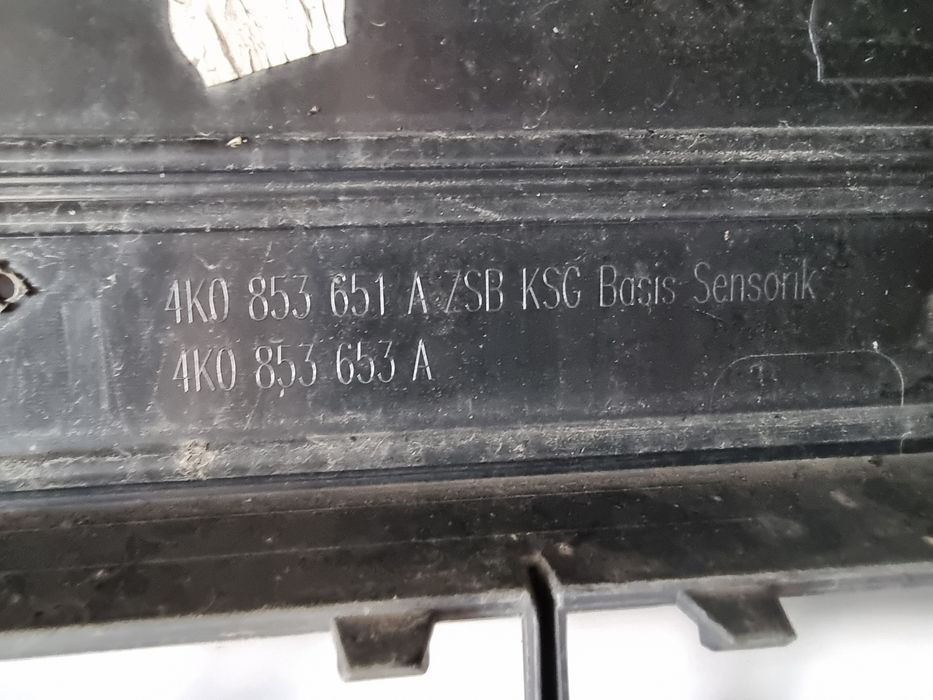 4K0 853 651 A ZSB KSG Basis Sensorik
4K0 853 653 A